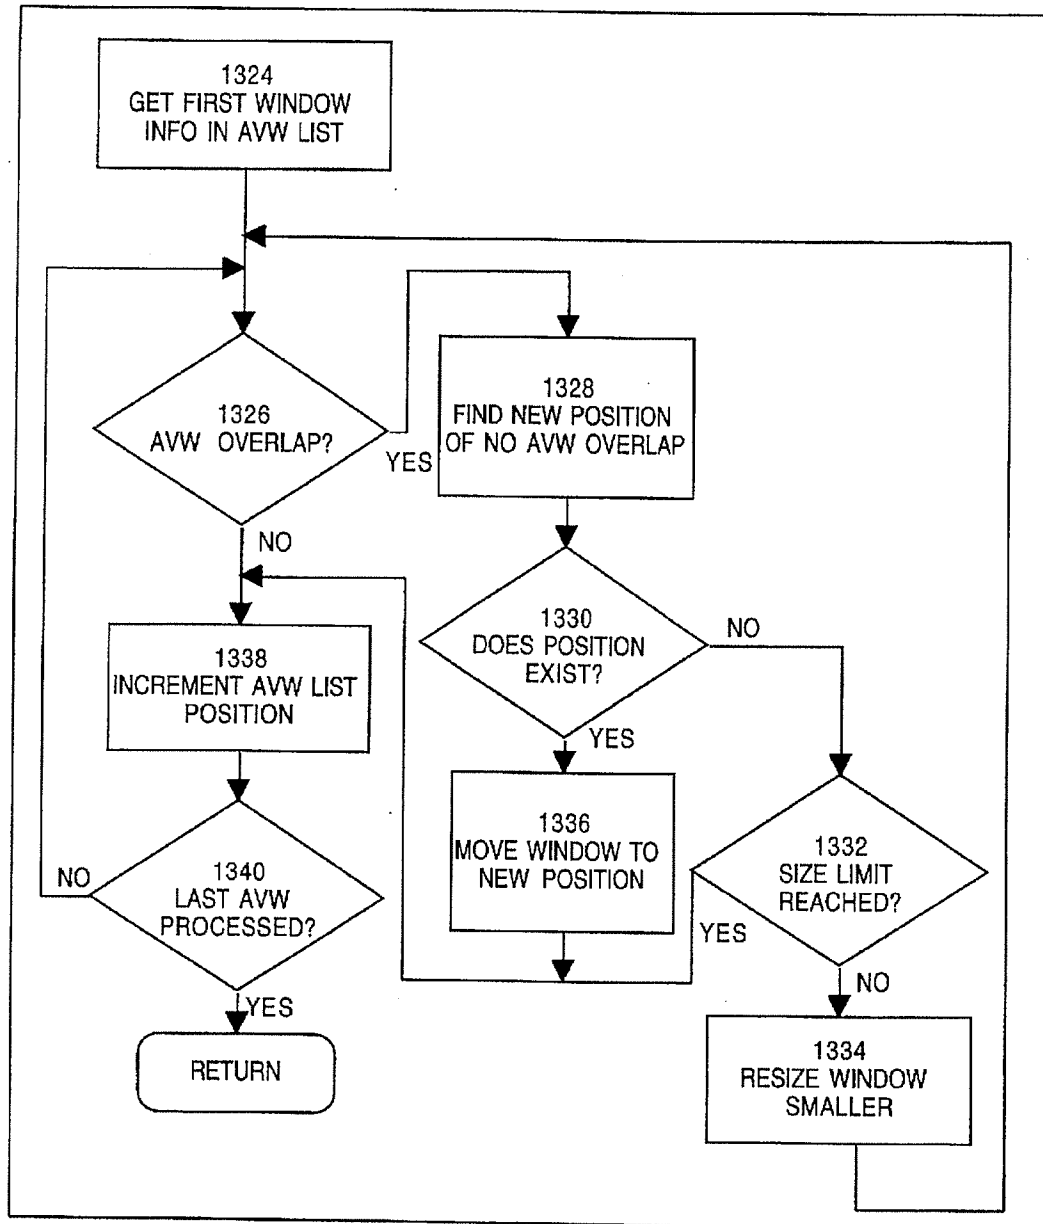 1324
GET FIRST WINDOW
INFO IN AVW LIST
1326
AVW OVERLAP?
YES
NO
1328
FIND NEW POSITION
OF NO AVW OVERLAP
1330
DOES POSITION
EXIST?
NO
YES
1338
INCREMENT AVW LIST
POSITION
1336
MOVE WINDOW TO
NEW POSITION
1332
SIZE LIMIT
REACHED?
YES
NO
1340
LAST AVW
PROCESSED?
NO
YES
RETURN
1334
RESIZE WINDOW
SMALLER